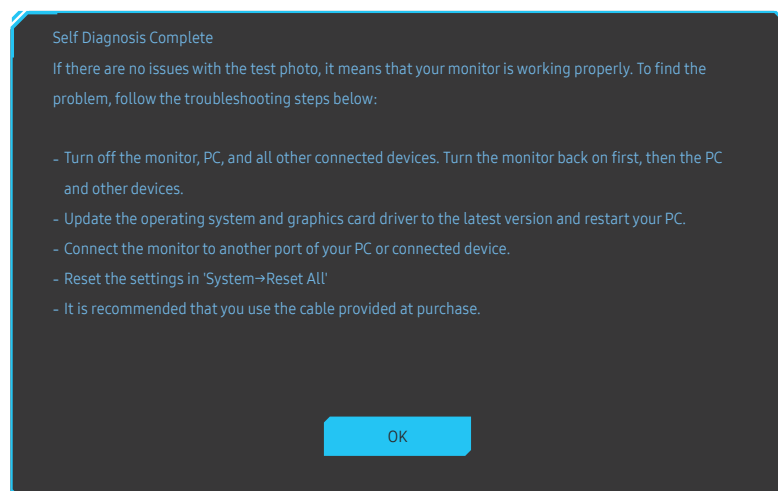 Self Diagnosis Complete
If there are no issues with the test photo, it means that your monitor is working properly. To find the
problem, follow the troubleshooting steps below:
- Turn off the monitor, PC, and all other connected devices. Turn the monitor back on first, then the PC
and other devices.
- Update the operating system and graphics card driver to the latest version and restart your PC.
- Connect the monitor to another port of your PC or connected device.
- Reset the settings in 'System→Reset All'
- It is recommended that you use the cable provided at purchase.
OK